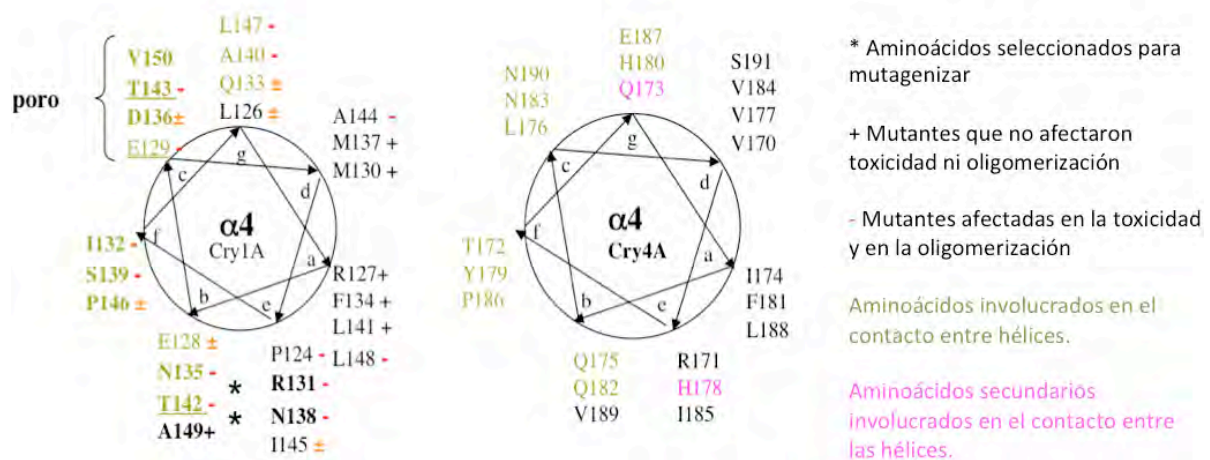 L147 -
A140 -
Q133 ±
L126 ±
poro
V150
T143 -
D136 ±
E129 -
A144 -
M137 +
M130 +
g
c
d
α4
Cry1A
f
a
b
e
I132 -
S139 -
P146 ±
R127+
F134 +
L141 +
L148 -
E128 ±
N135 -
T142 -
A149+
*
*
P124 -
R131 -
N138 -
I145 ±
E187
H180
Q173
N190
N183
L176
S191
V184
V177
V170
g
c
d
α4
Cry4A
f
a
b
e
T172
Y179
P186
I174
F181
L188
Q175
Q182
V189
R171
H178
I185
* Aminoácidos seleccionados para
mutagenizar
+ Mutantes que no afectaron
toxicidad ni oligomerización
- Mutantes afectadas en la toxicidad
y en la oligomerización
Aminoácidos involucrados en el
contacto entre hélices.
Aminoácidos secundarios
involucrados en el contacto entre
las hélices.